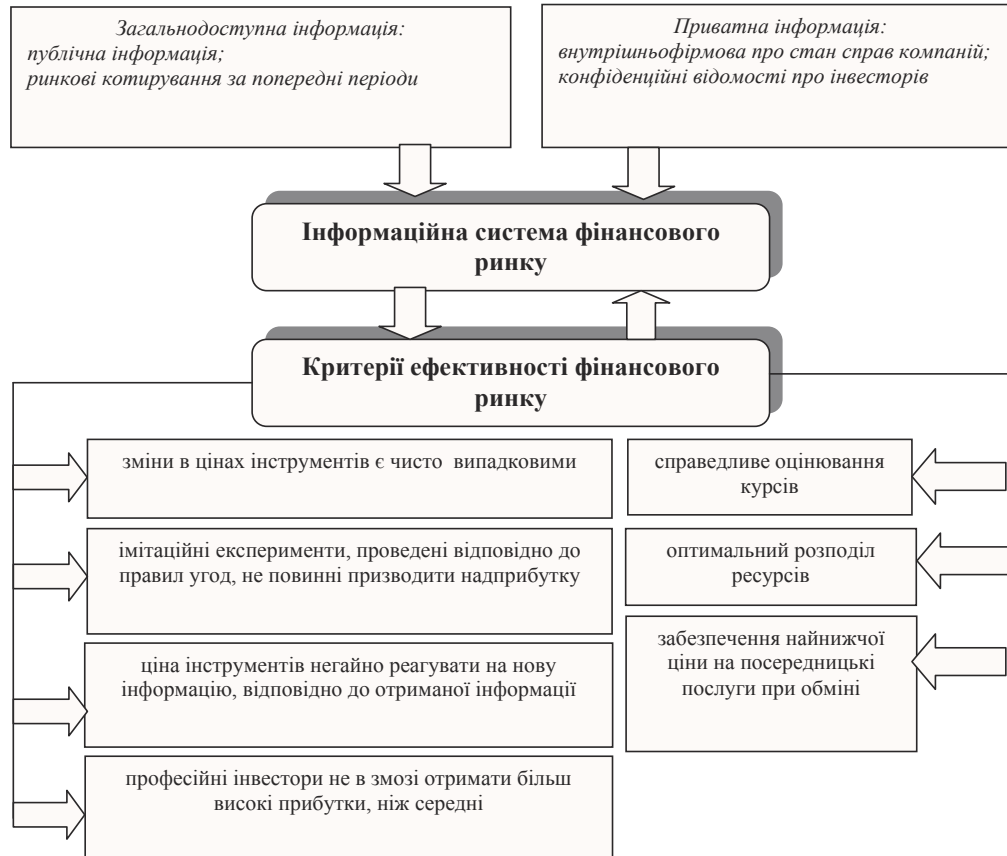 Загальнодоступна інформація:
публічна інформація;
ринкові котирування за попередні періоди
Приватна інформація:
внутрішньофірмова про стан справ компаній;
конфіденційні відомості про інвесторів
Інформаційна система фінансового
ринку
Критерії ефективності фінансового
ринку
зміни в цінах інструментів є чисто випадковими
імітаційні експерименти, проведені відповідно до
правил угод, не повинні призводити надприбутку
ціна інструментів негайно реагувати на нову
інформацію, відповідно до отриманої інформації
професійні інвестори не в змозі отримати більш
високі прибутки, ніж середні
справедливе оцінювання
курсів
оптимальний розподіл
ресурсів
забезпечення найнижчої
ціни на посередницькі
послуги при обміні